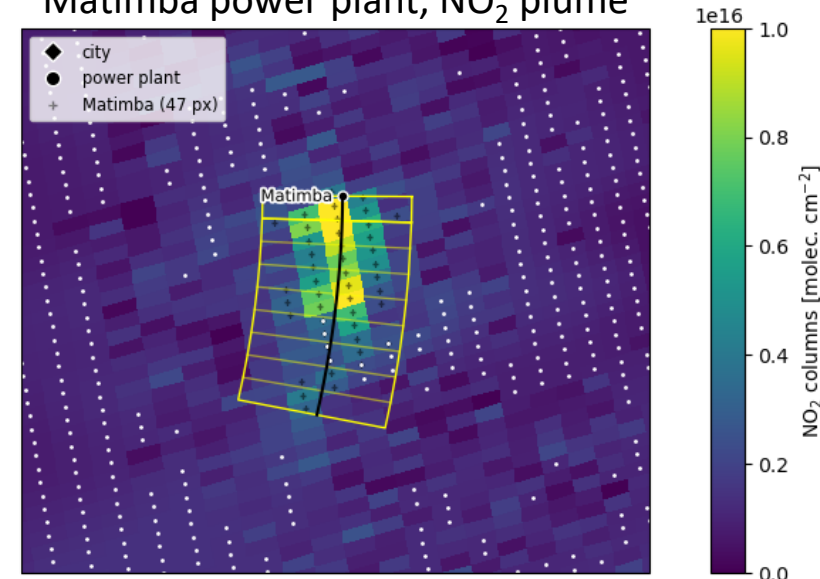 Matimba power plant, NO₂ plume
1e16
city
power plant
Matimba (47 px)
Matimba
1.0
0.8
0.6
0.4
0.2
0.0
NO₂ columns [molec. cm⁻²]